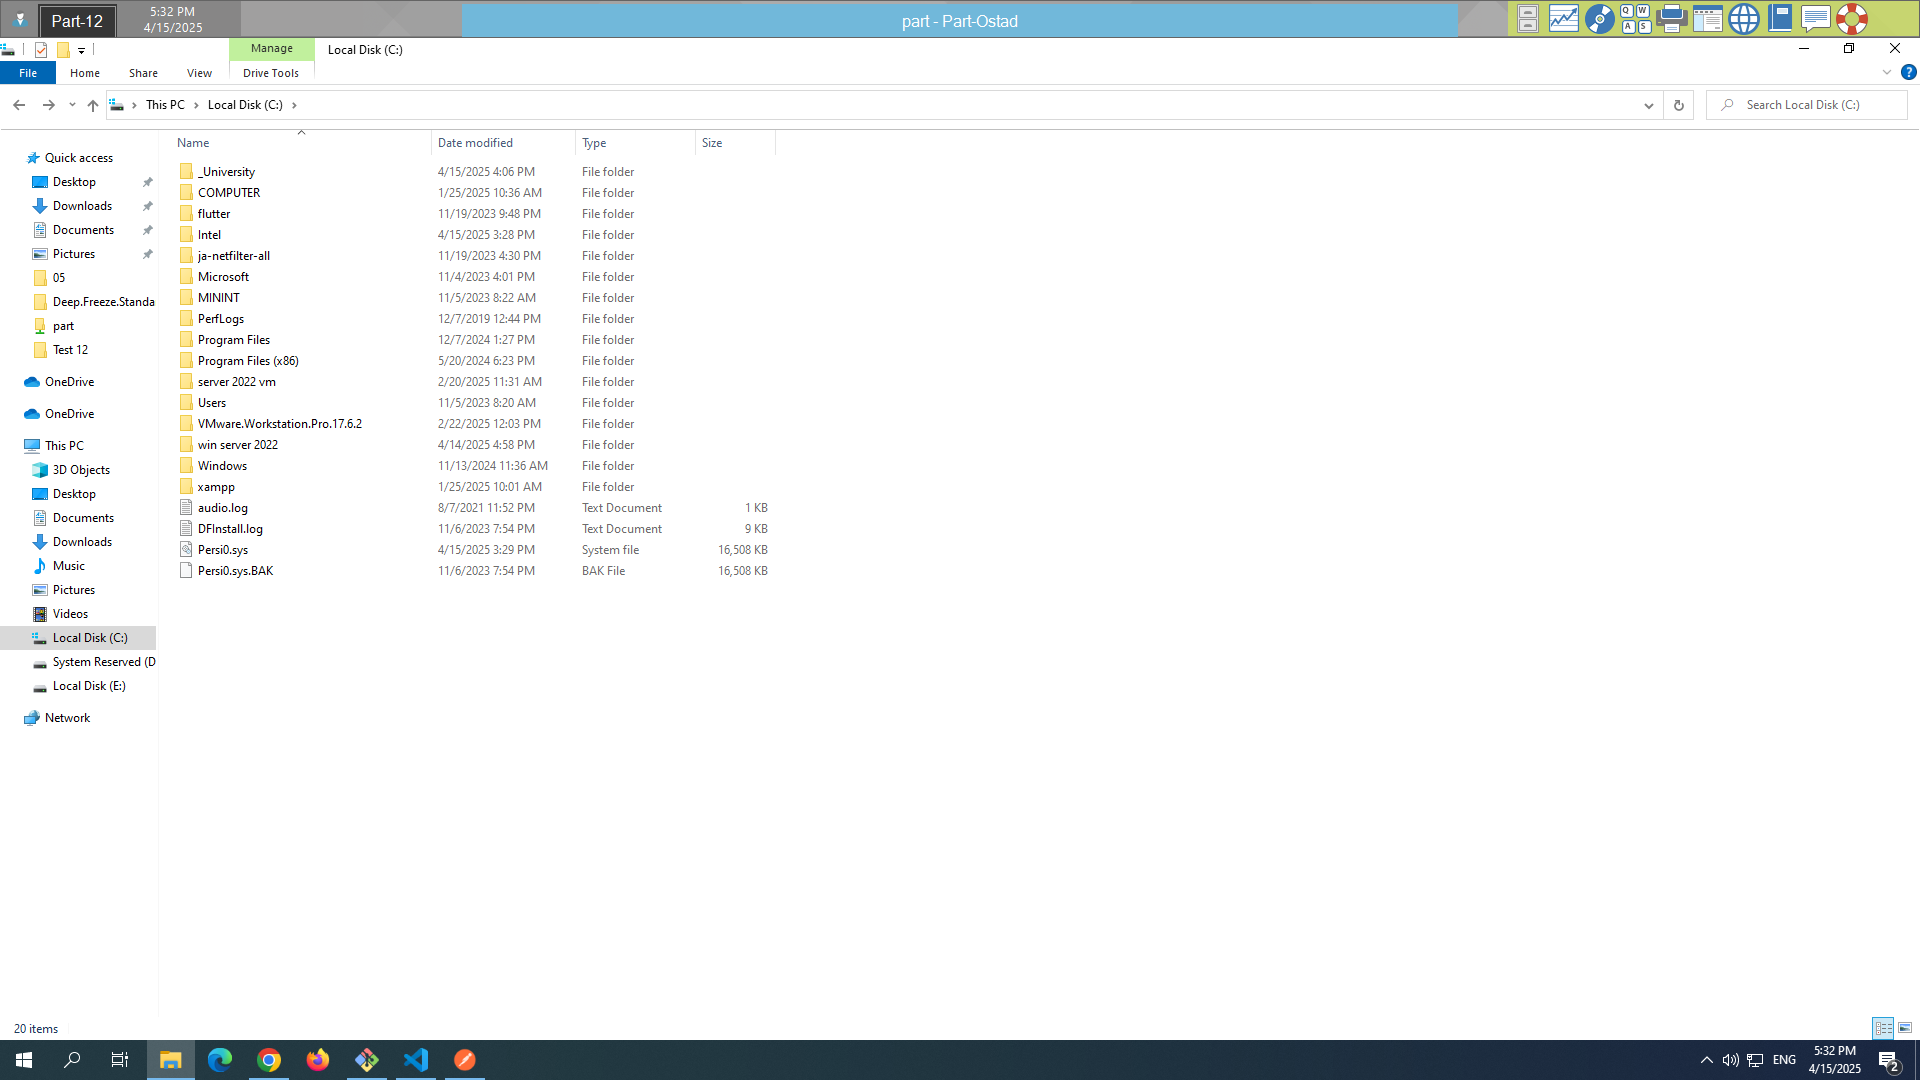 Part-12
5:32 PM
4/15/2025
part - Part-Ostad
Q W
A S
Manage
Local Disk (C:)
File
Home
Share
View
Drive Tools
?
This PC
Local Disk (C:)
Search Local Disk (C:)
Name
Date modified
Type
Size
Quick access
Desktop
Downloads
Documents
Pictures
05
Deep.Freeze.Standa
part
Test 12
OneDrive
OneDrive
This PC
3D Objects
Desktop
Documents
Downloads
Music
Pictures
Videos
Local Disk (C:)
System Reserved (D
Local Disk (E:)
Network
_University 4/15/2025 4:06 PM File folder
COMPUTER 1/25/2025 10:36 AM File folder
flutter 11/19/2023 9:48 PM File folder
Intel 4/15/2025 3:28 PM File folder
ja-netfilter-all 11/19/2023 4:30 PM File folder
Microsoft 11/4/2023 4:01 PM File folder
MININT 11/5/2023 8:22 AM File folder
PerfLogs 12/7/2019 12:44 PM File folder
Program Files 12/7/2024 1:27 PM File folder
Program Files (x86) 5/20/2024 6:23 PM File folder
server 2022 vm 2/20/2025 11:31 AM File folder
Users 11/5/2023 8:20 AM File folder
VMware.Workstation.Pro.17.6.2 2/22/2025 12:03 PM File folder
win server 2022 4/14/2025 4:58 PM File folder
Windows 11/13/2024 11:36 AM File folder
xampp 1/25/2025 10:01 AM File folder
audio.log 8/7/2021 11:52 PM Text Document 1 KB
DFInstall.log 11/6/2023 7:54 PM Text Document 9 KB
Persi0.sys 4/15/2025 3:29 PM System file 16,508 KB
Persi0.sys.BAK 11/6/2023 7:54 PM BAK File 16,508 KB
20 items
ENG
5:32 PM
4/15/2025
2